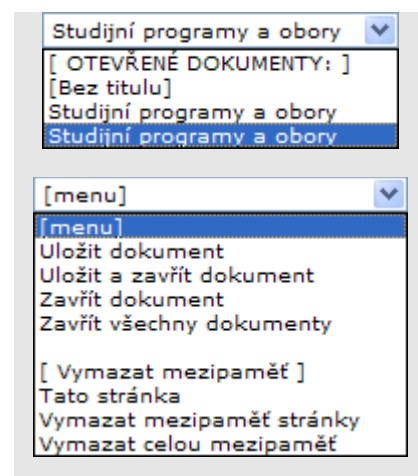 Studijní programy a obory
[ OTEVŘENÉ DOKUMENTY: ]
[Bez titulu]
Studijní programy a obory
Studijní programy a obory
[menu]
[menu]
Uložit dokument
Uložit a zavřít dokument
Zavřít dokument
Zavřít všechny dokumenty
[ Vymazat mezipaměť ]
Tato stránka
Vymazat mezipaměť stránky
Vymazat celou mezipaměť